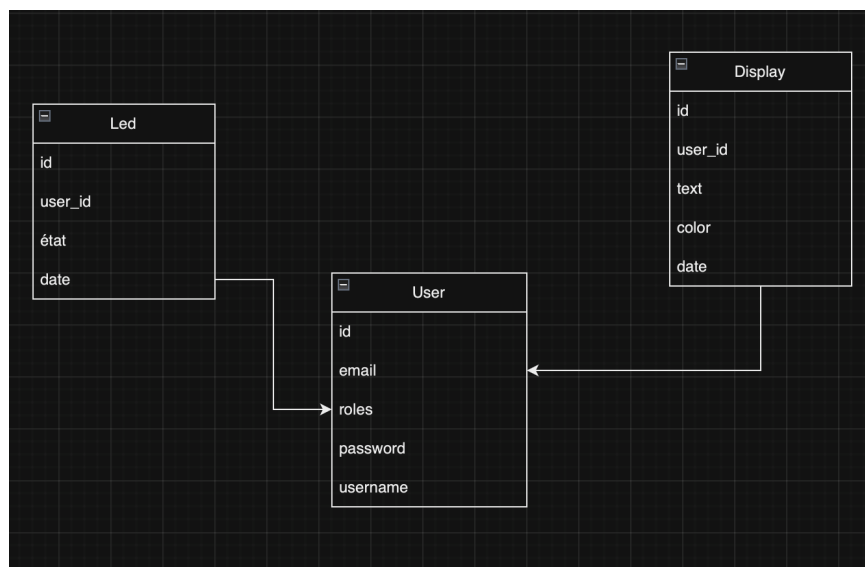 Led
id
user_id
état
date
User
id
email
roles
password
username
Display
id
user_id
text
color
date